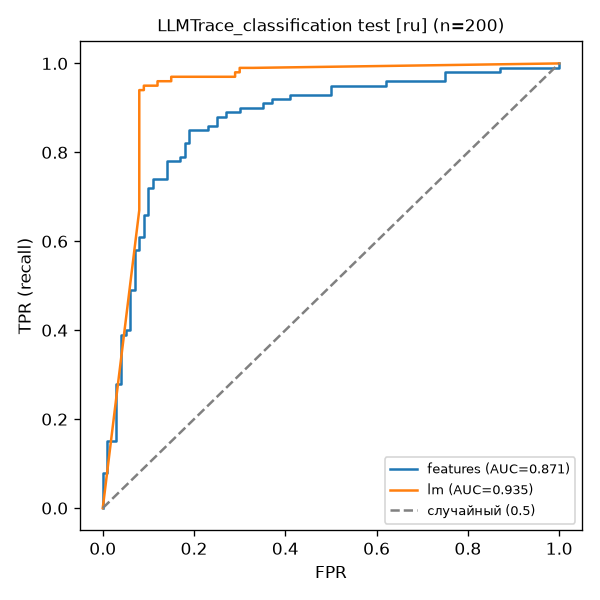 LLMTrace_classification test [ru] (n=200)
TPR (recall)
1.0
0.8
0.6
0.4
0.2
0.0
0.0 0.2 0.4 0.6 0.8 1.0
FPR
features (AUC=0.871)
lm (AUC=0.935)
случайный (0.5)